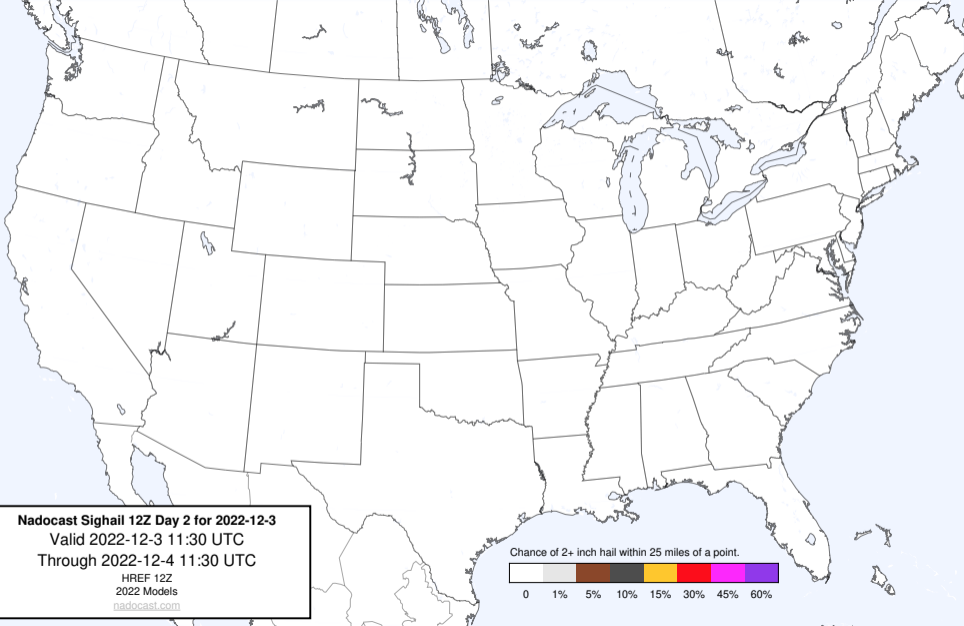 Nadocast Sighail 12Z Day 2 for 2022-12-3
Valid 2022-12-3 11:30 UTC
Through 2022-12-4 11:30 UTC
HREF 12Z
2022 Models
nadocast.com
Chance of 2+ inch hail within 25 miles of a point.
0 1% 5% 10% 15% 30% 45% 60%